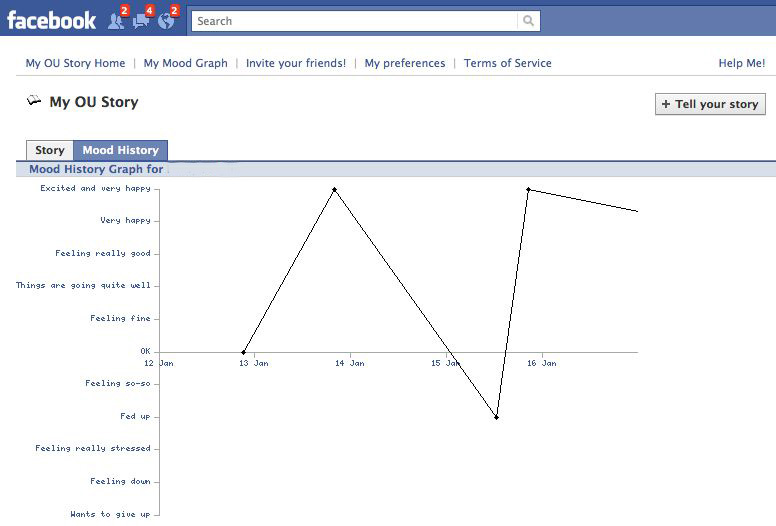 facebook 2 4 2 Search
My OU Story Home | My Mood Graph | Invite your friends! | My preferences | Terms of Service Help Me!
My OU Story + Tell your story
Story Mood History
Mood History Graph for
Excited and very happy
Very happy
Feeling really good
Things are going quite well
Feeling fine
OK
12 Jan 13 Jan 14 Jan 15 Jan 16 Jan
Feeling so-so
Fed up
Feeling really stressed
Feeling down
Wants to give up